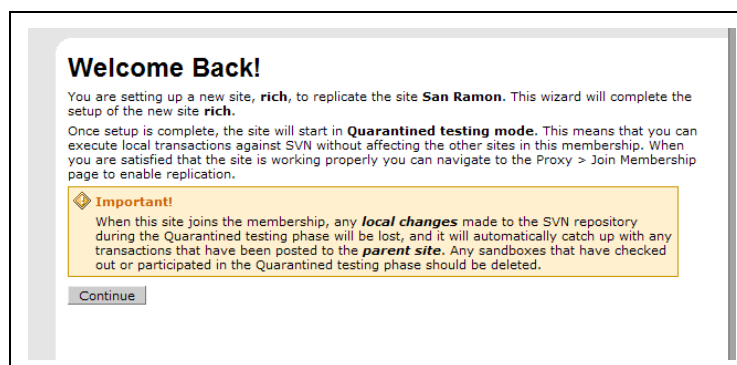 Welcome Back!
You are setting up a new site, rich, to replicate the site San Ramon. This wizard will complete the
setup of the new site rich.
Once setup is complete, the site will start in Quarantined testing mode. This means that you can
execute local transactions against SVN without affecting the other sites in this membership. When
you are satisfied that the site is working properly you can navigate to the Proxy > Join Membership
page to enable replication.
Important!
When this site joins the membership, any local changes made to the SVN repository
during the Quarantined testing phase will be lost, and it will automatically catch up with any
transactions that have been posted to the parent site. Any sandboxes that have checked
out or participated in the Quarantined testing phase should be deleted.
Continue